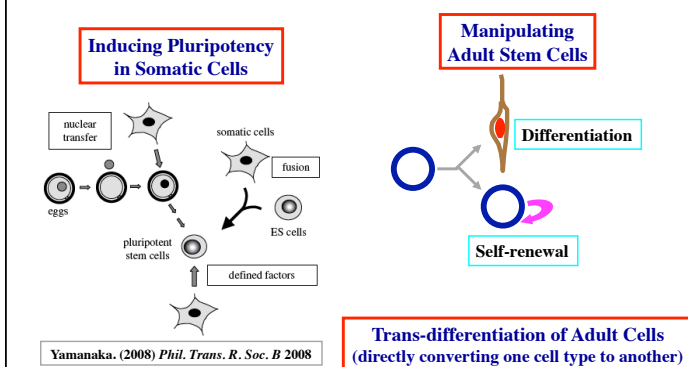 Inducing Pluripotency
in Somatic Cells
nuclear
transfer
somatic cells
fusion
eggs
ES cells
pluripotent
stem cells
defined factors
Yamanaka. (2008) Phil. Trans. R. Soc. B 2008
Manipulating
Adult Stem Cells
Differentiation
Self-renewal
Trans-differentiation of Adult Cells
(directly converting one cell type to another)